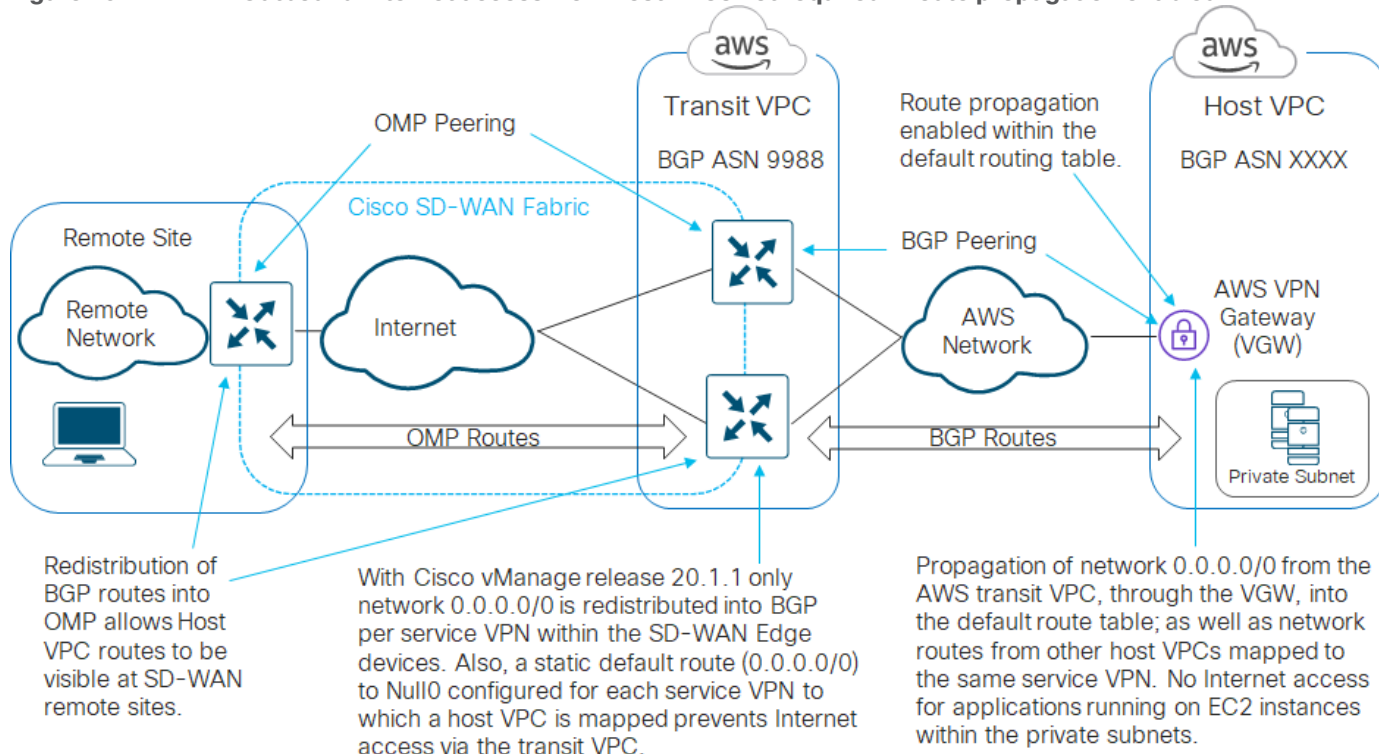 aws
aws
Transit VPC
BGP ASN 9988
Host VPC
BGP ASN XXXX
OMP Peering
Route propagation
enabled within the
default routing table.
Cisco SD-WAN Fabric
BGP Peering
Remote Site
Remote
Network
Internet
AWS
Network
AWS VPN
Gateway
(VGW)
OMP Routes
BGP Routes
Private Subnet
Redistribution of
BGP routes into
OMP allows Host
VPC routes to be
visible at SD-WAN
remote sites.
With Cisco vManage release 20.1.1 only
network 0.0.0.0/0 is redistributed into BGP
per service VPN within the SD-WAN Edge
devices. Also, a static default route (0.0.0.0/0)
to Null0 configured for each service VPN to
which a host VPC is mapped prevents Internet
access via the transit VPC.
Propagation of network 0.0.0.0/0 from the
AWS transit VPC, through the VGW, into
the default route table; as well as network
routes from other host VPCs mapped to
the same service VPN. No Internet access
for applications running on EC2 instances
within the private subnets.